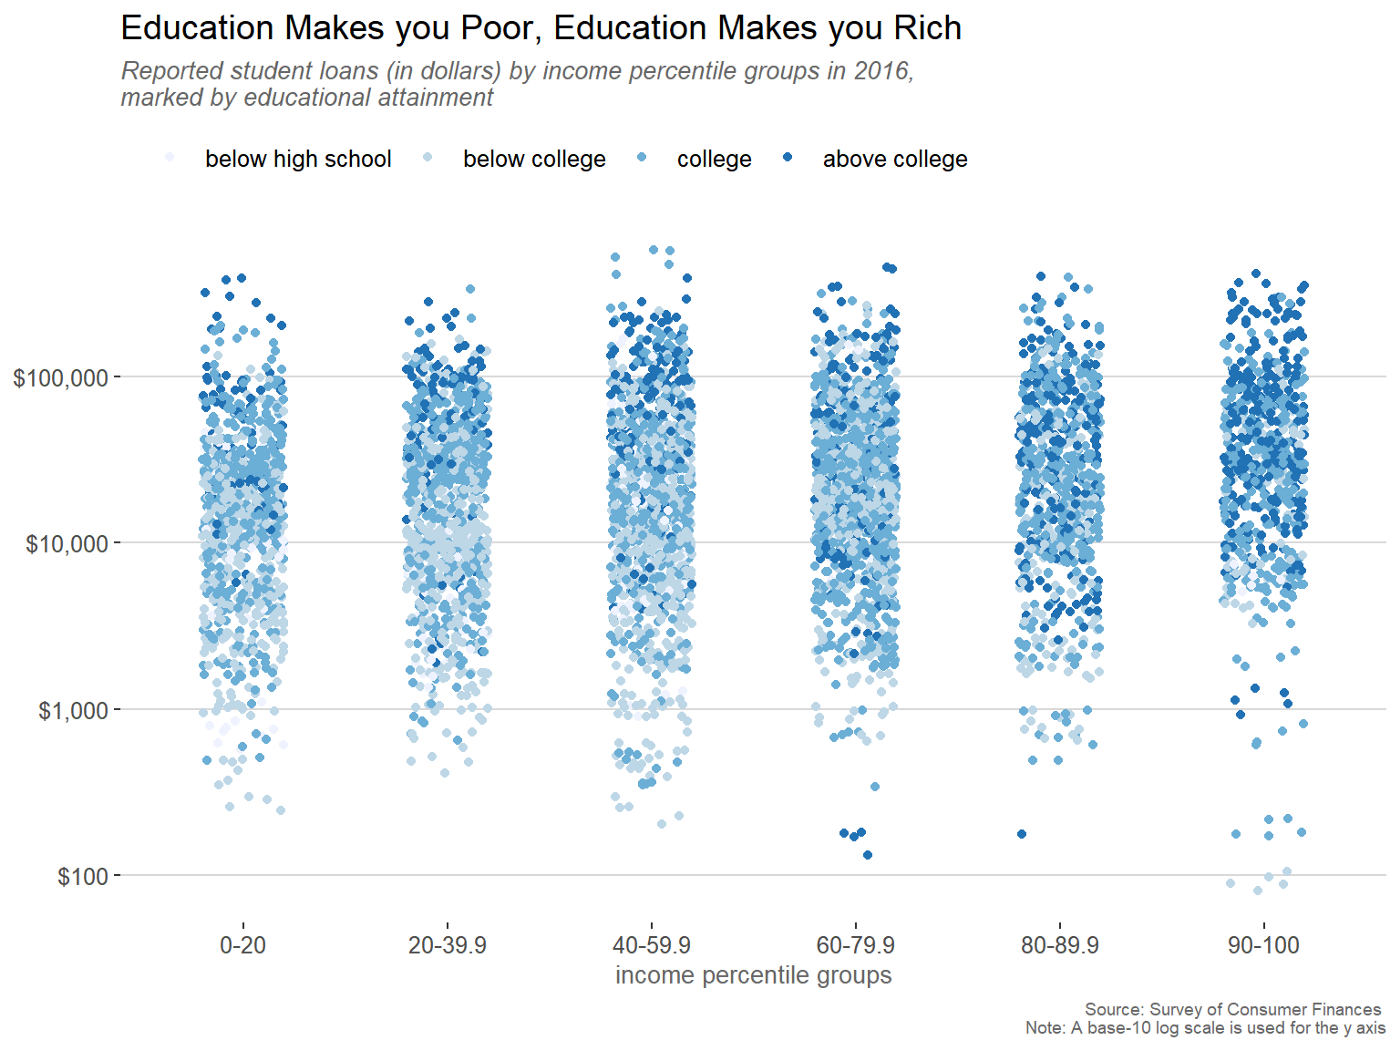 Education Makes you Poor, Education Makes you Rich
Reported student loans (in dollars) by income percentile groups in 2016,
marked by educational attainment
below high school below college college above college
$100,000
$10,000
$1,000
$100
0-20 20-39.9 40-59.9 60-79.9 80-89.9 90-100
income percentile groups
Source: Survey of Consumer Finances
Note: A base-10 log scale is used for the y axis